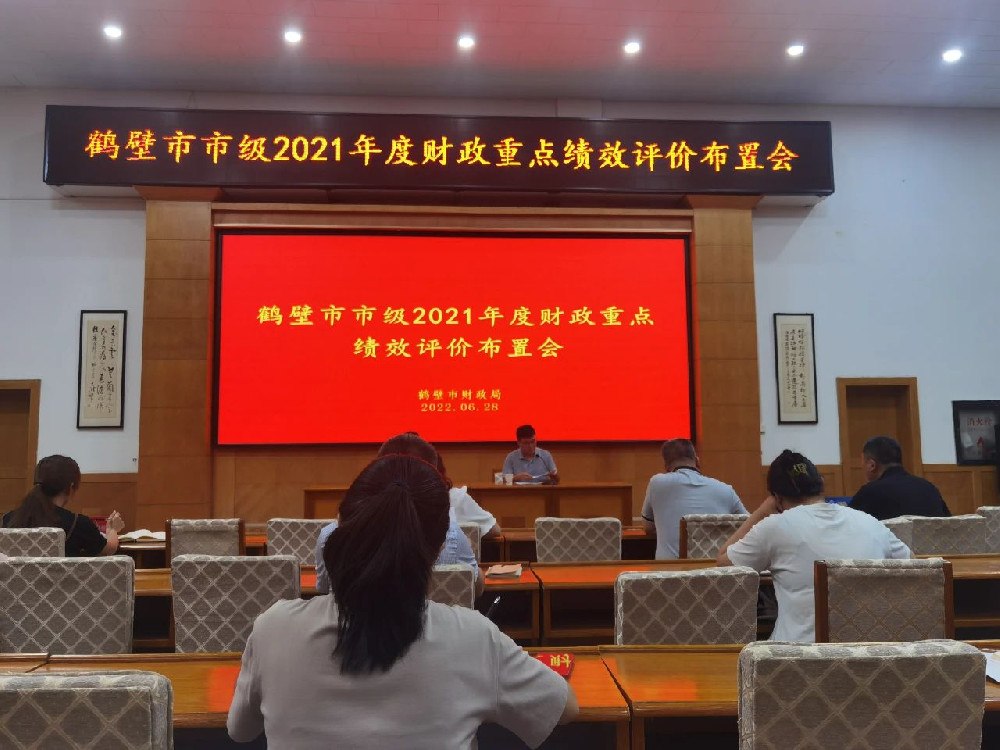 鹤壁市市级2021年度财政重点绩效评价布置会
鹤壁市市级2021年度财政重点
绩效评价布置会
鹤壁市财政局
2022.06.28